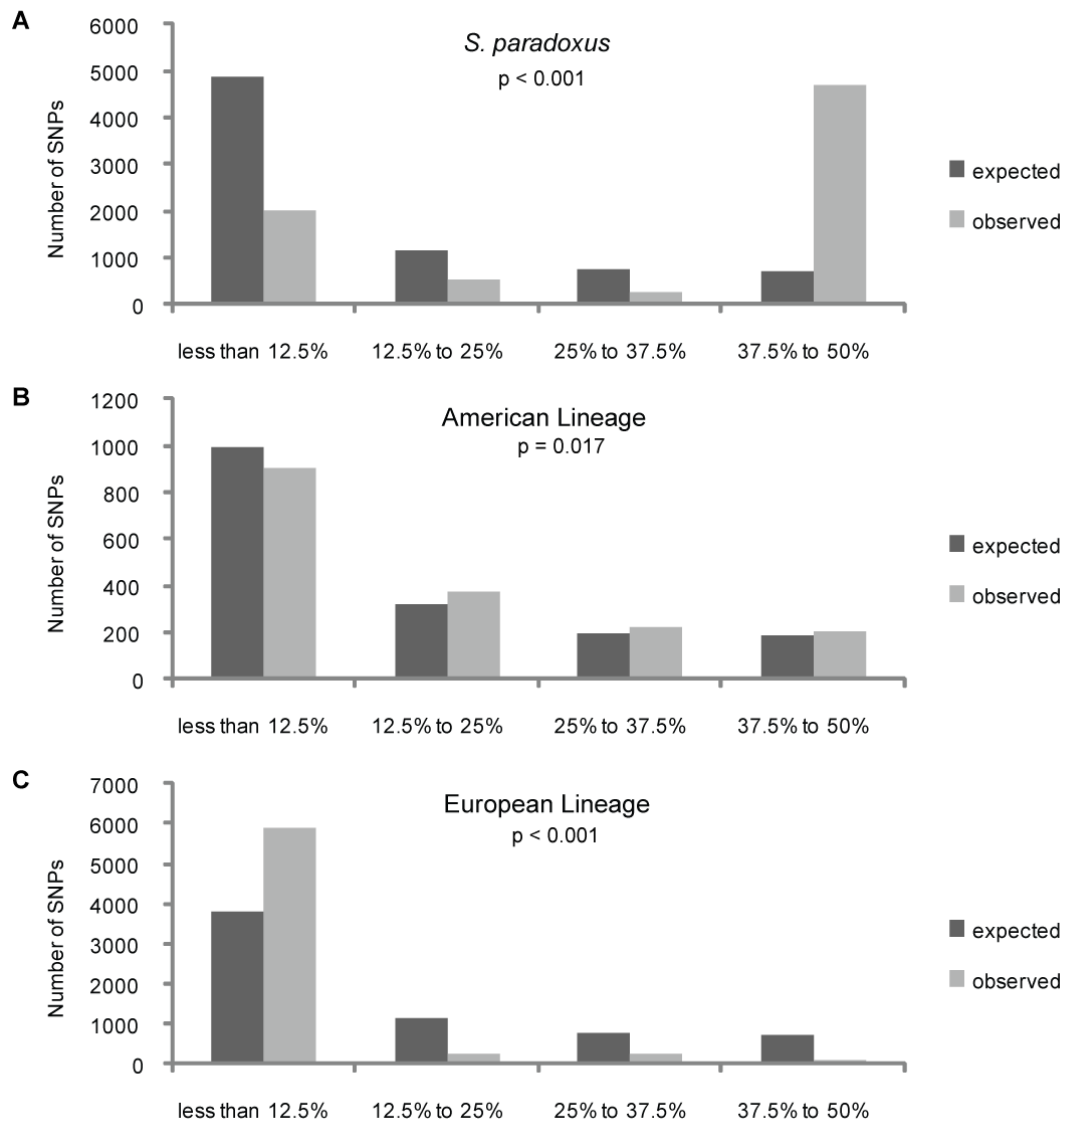 A
S. paradoxus
p < 0.001
Number of SNPs
6000
5000
4000
3000
2000
1000
0
less than 12.5%
12.5% to 25%
25% to 37.5%
37.5% to 50%
expected
observed
B
American Lineage
p = 0.017
Number of SNPs
1200
1000
800
600
400
200
0
less than 12.5%
12.5% to 25%
25% to 37.5%
37.5% to 50%
expected
observed
C
European Lineage
p < 0.001
Number of SNPs
7000
6000
5000
4000
3000
2000
1000
0
less than 12.5%
12.5% to 25%
25% to 37.5%
37.5% to 50%
expected
observed